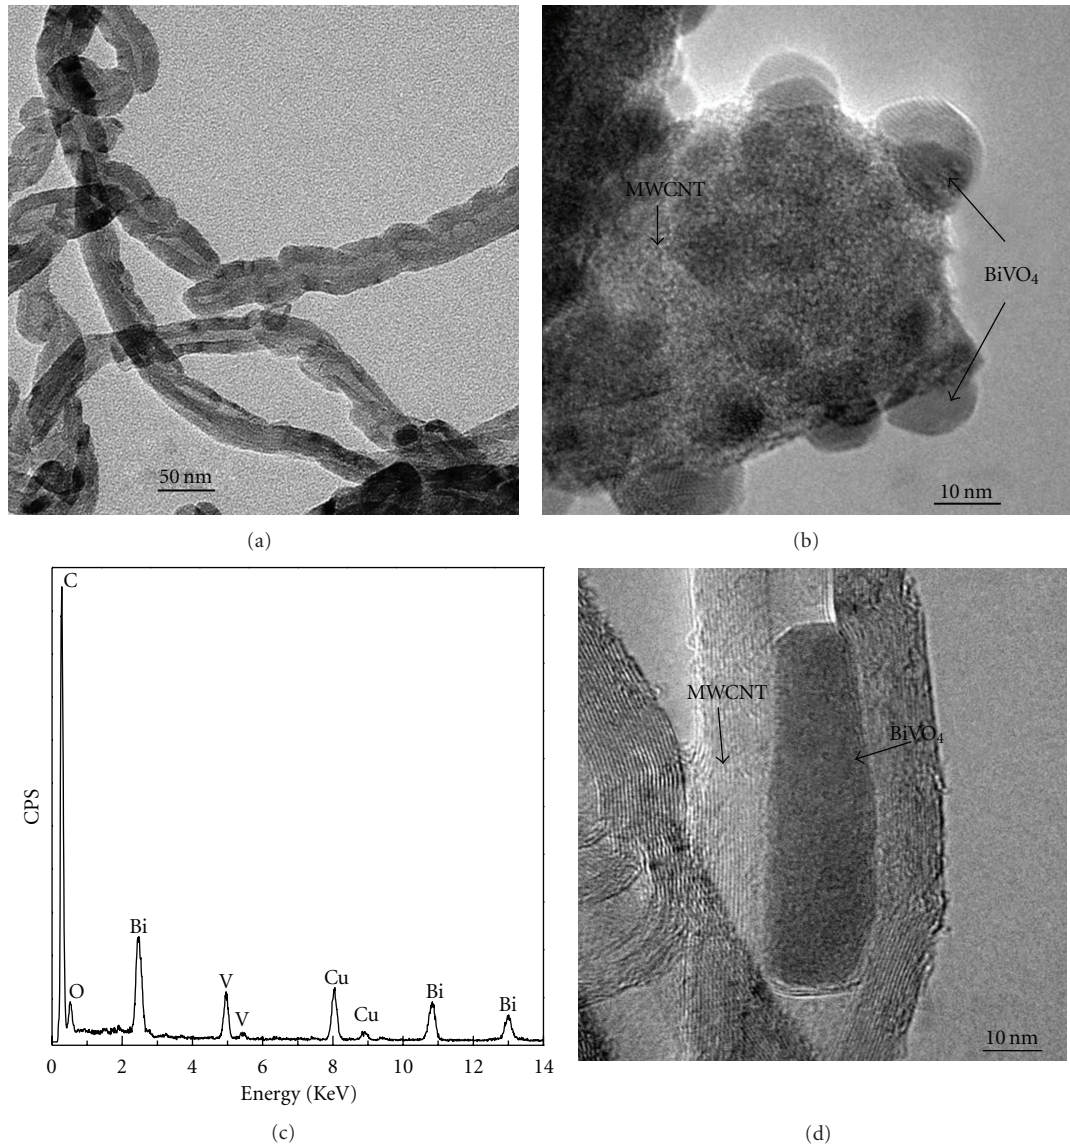 50 nm
(a)
MWCNT
BiVO₄
10 nm
(b)
C
O
Bi
V
V
Cu
Cu
Bi
Bi
CPS
0 2 4 6 8 10 12 14
Energy (KeV)
(c)
MWCNT
BiVO₄
10 nm
(d)